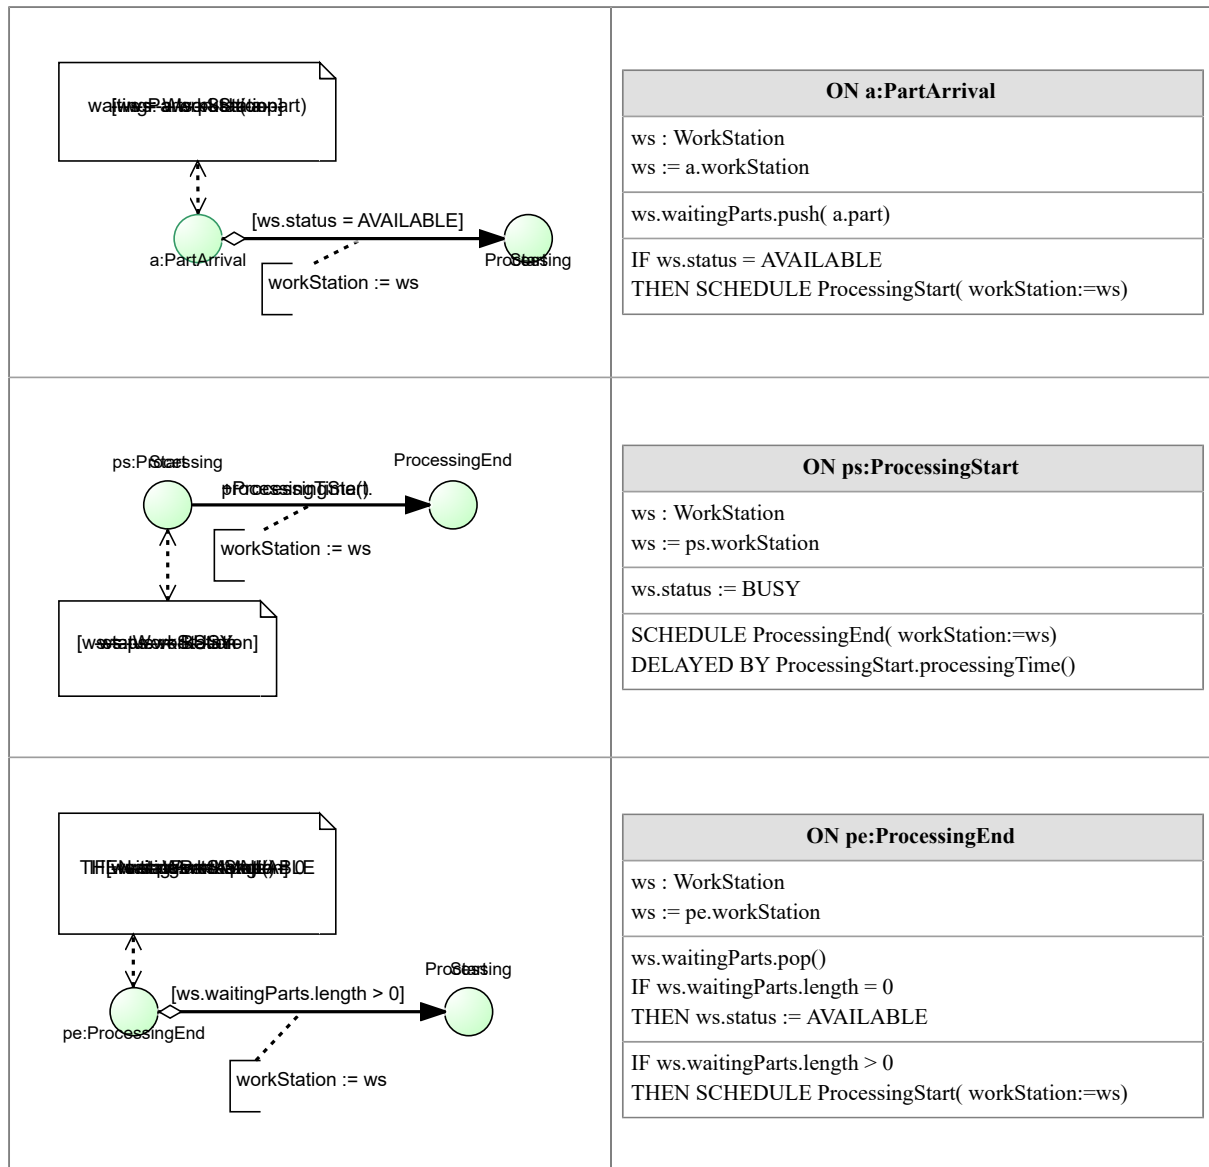 [ws.status = AVAILABLE]
a:PartArrival
workStation := ws
ON a:PartArrival
ws : WorkStation
ws := a.workStation
ws.waitingParts.push( a.part)
IF ws.status = AVAILABLE
THEN SCHEDULE ProcessingStart( workStation:=ws)
ProcessingEnd
workStation := ws
ON ps:ProcessingStart
ws : WorkStation
ws := ps.workStation
ws.status := BUSY
SCHEDULE ProcessingEnd( workStation:=ws)
DELAYED BY ProcessingStart.processingTime()
[ws.waitingParts.length > 0]
pe:ProcessingEnd
workStation := ws
ON pe:ProcessingEnd
ws : WorkStation
ws := pe.workStation
ws.waitingParts.pop()
IF ws.waitingParts.length = 0
THEN ws.status := AVAILABLE
IF ws.waitingParts.length > 0
THEN SCHEDULE ProcessingStart( workStation:=ws)